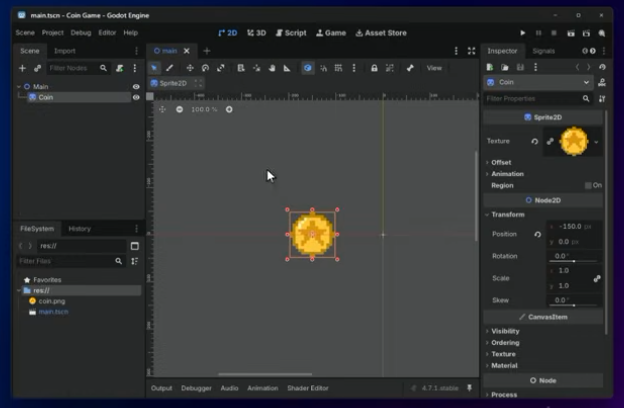 main.tscn - Coin Game - Godot Engine
Scene Project Debug Editor Help
2D 3D Script Game Asset Store
Scene Import
Filter Nodes
Main
Coin
FileSystem History
res://
Filter Files
Favorites
res://
coin.png
main.tscn
main
View
Sprite2D
100.0 %
Output Debugger Audio Animation Shader Editor
4.7.1.stable
Inspector Signals
Coin
Filter Properties
Sprite2D
Texture
Offset
Animation
Region On
Node2D
Transform
Position x -150.0 px
y 0.0 px
Rotation 0.0 °
Scale x 1.0
y 1.0
Skew 0.0 °
CanvasItem
Visibility
Ordering
Texture
Material
Node
Process